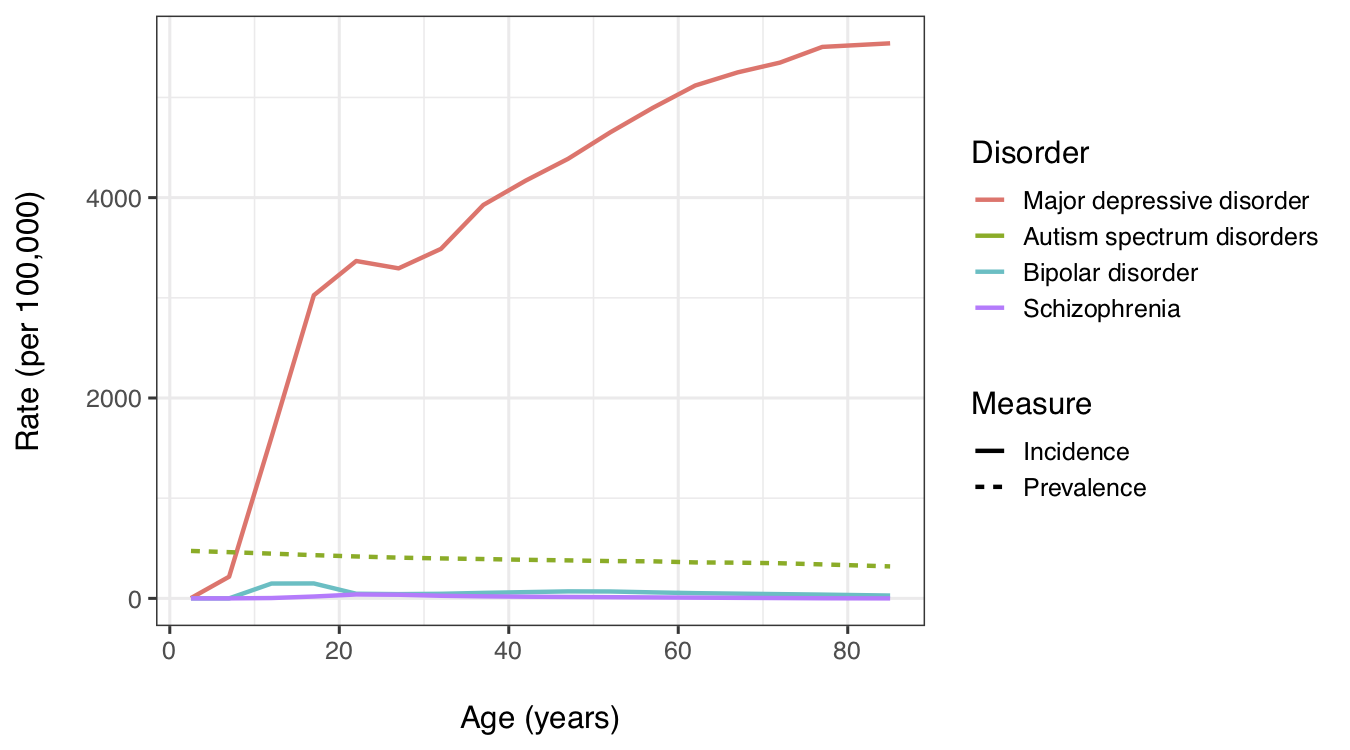 Rate (per 100,000)
4000
2000
0
0 20 40 60 80
Age (years)
Disorder
Major depressive disorder
Autism spectrum disorders
Bipolar disorder
Schizophrenia
Measure
Incidence
Prevalence